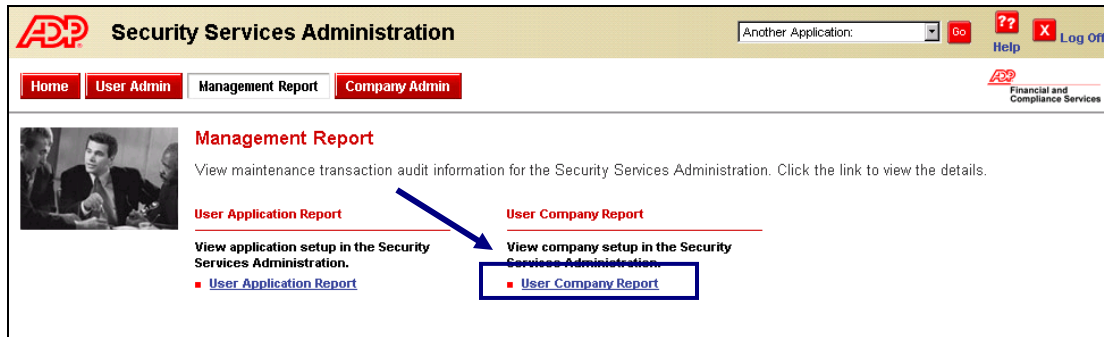 ADP Security Services Administration
Another Application:
Go
??
Help
X Log Off
Home User Admin Management Report Company Admin
ADP
Financial and
Compliance Services
Management Report
View maintenance transaction audit information for the Security Services Administration. Click the link to view the details.
User Application Report
View application setup in the Security
Services Administration.
User Application Report
User Company Report
View company setup in the Security
Services Administration.
User Company Report